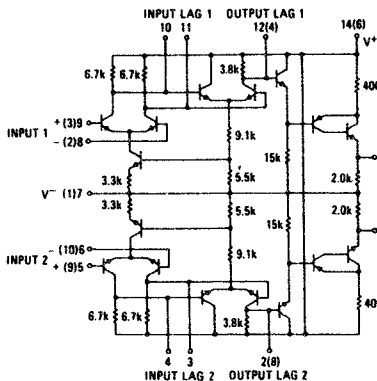 INPUT LAG 1 OUTPUT LAG 1
10 11 12(4) 14(6)
V+
6.7k 6.7k 3.8k 400
+ (3)9
INPUT 1
- (2)8
9.1k
15k
3.3k 5.5k 2.0k
V- (1)7
3.3k 5.5k 2.0k
15k
- (10)6
INPUT 2
+ (9)5
9.1k
6.7k 6.7k 3.8k 40
4 3 2(8)
INPUT LAG 2 OUTPUT LAG 2